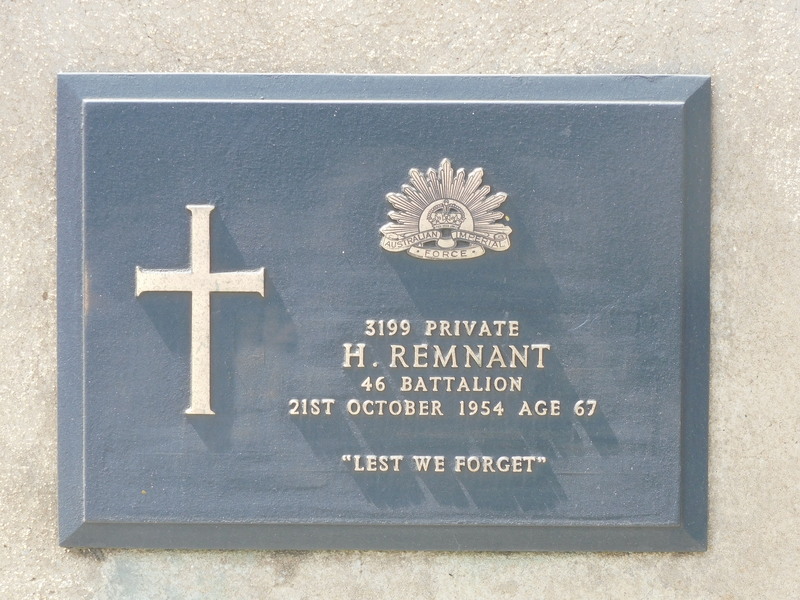 AUSTRALIAN IMPERIAL
FORCE
3199 PRIVATE
H. REMNANT
46 BATTALION
21ST OCTOBER 1954 AGE 67
"LEST WE FORGET"